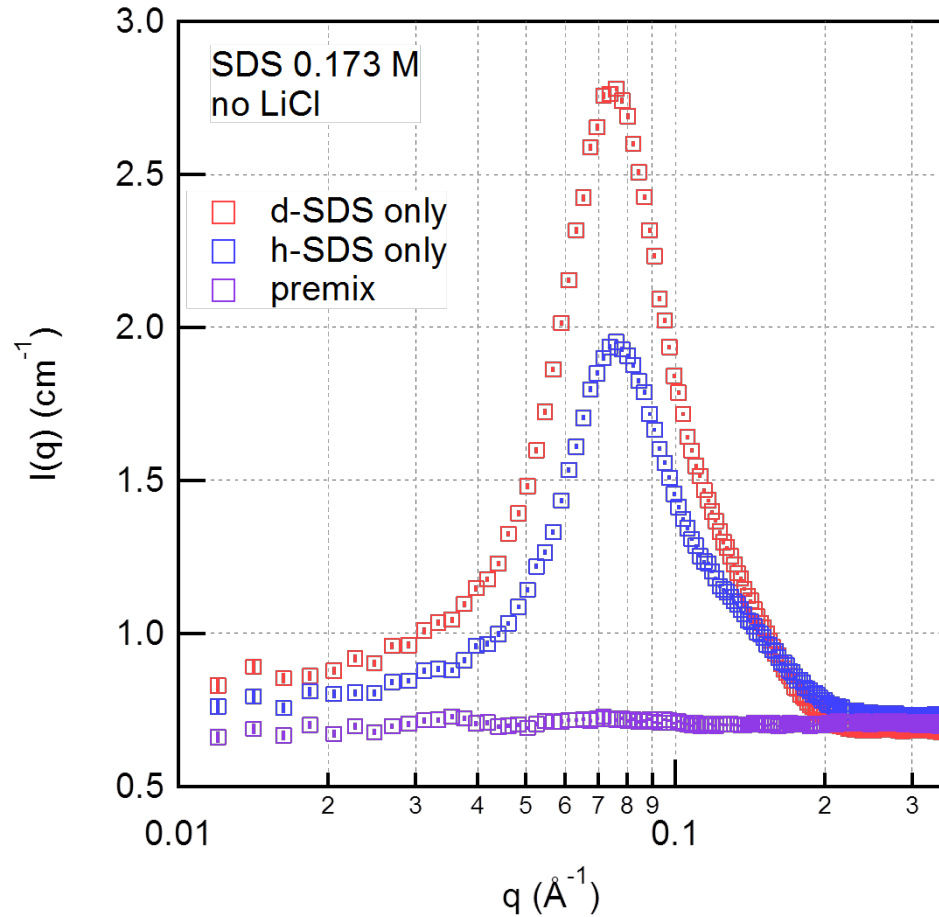 3.0
SDS 0.173 M
no LiCl
2.5
d-SDS only
h-SDS only
premix
2.0
I(q) (cm⁻¹)
1.5
1.0
0.5
2 3 4 5 6 7 8 9 2 3
0.01 0.1
q (Å⁻¹)